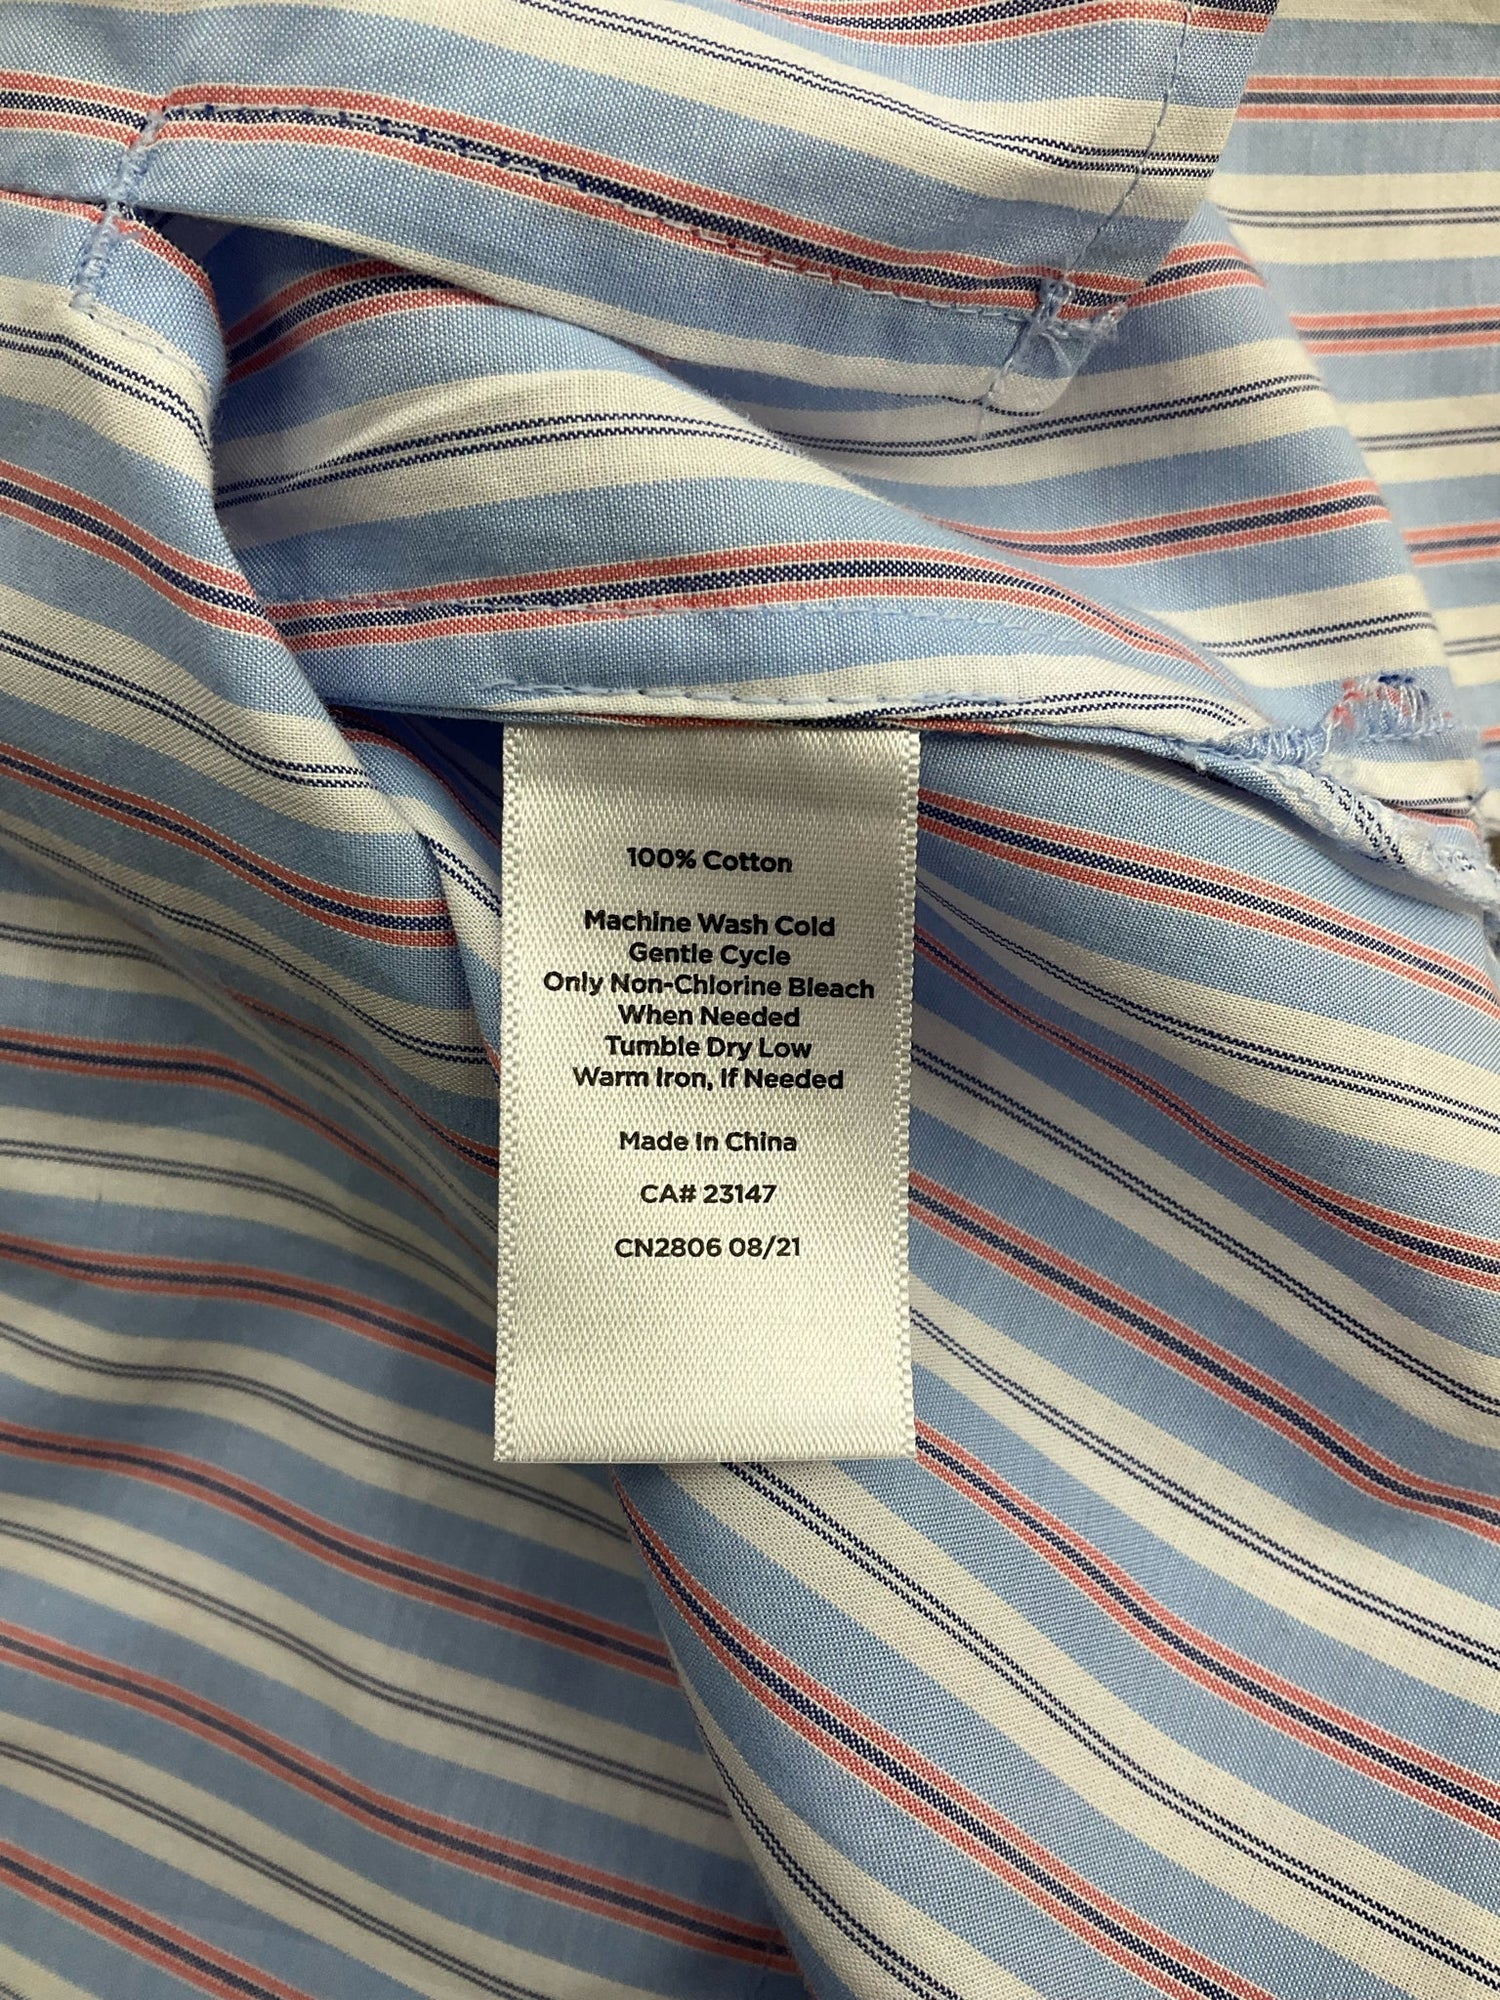 100% Cotton
Machine Wash Cold
Gentle Cycle
Only Non-Chlorine Bleach
When Needed
Tumble Dry Low
Warm Iron, If Needed
Made In China
CA# 23147
CN2806 08/21